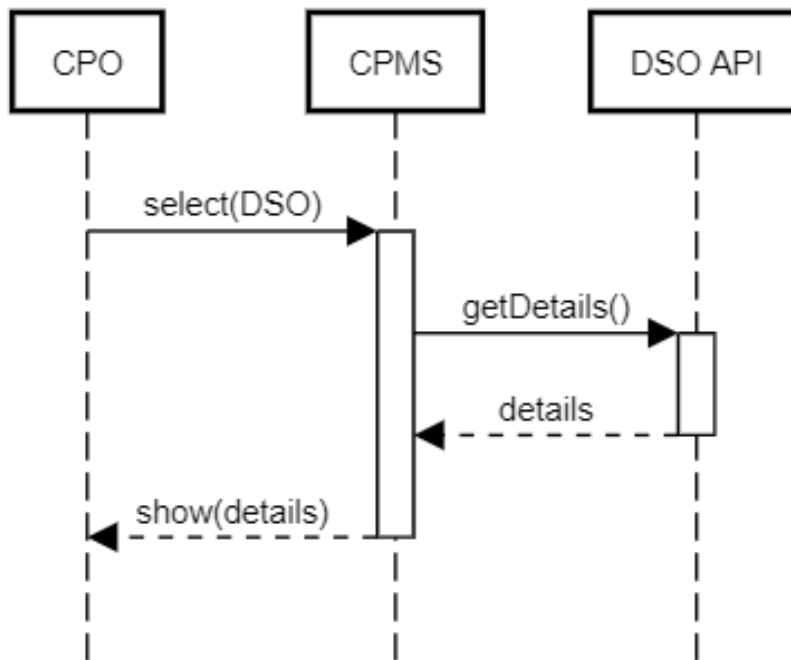 CPO
CPMS
DSO API
select(DSO)
getDetails()
details
show(details)